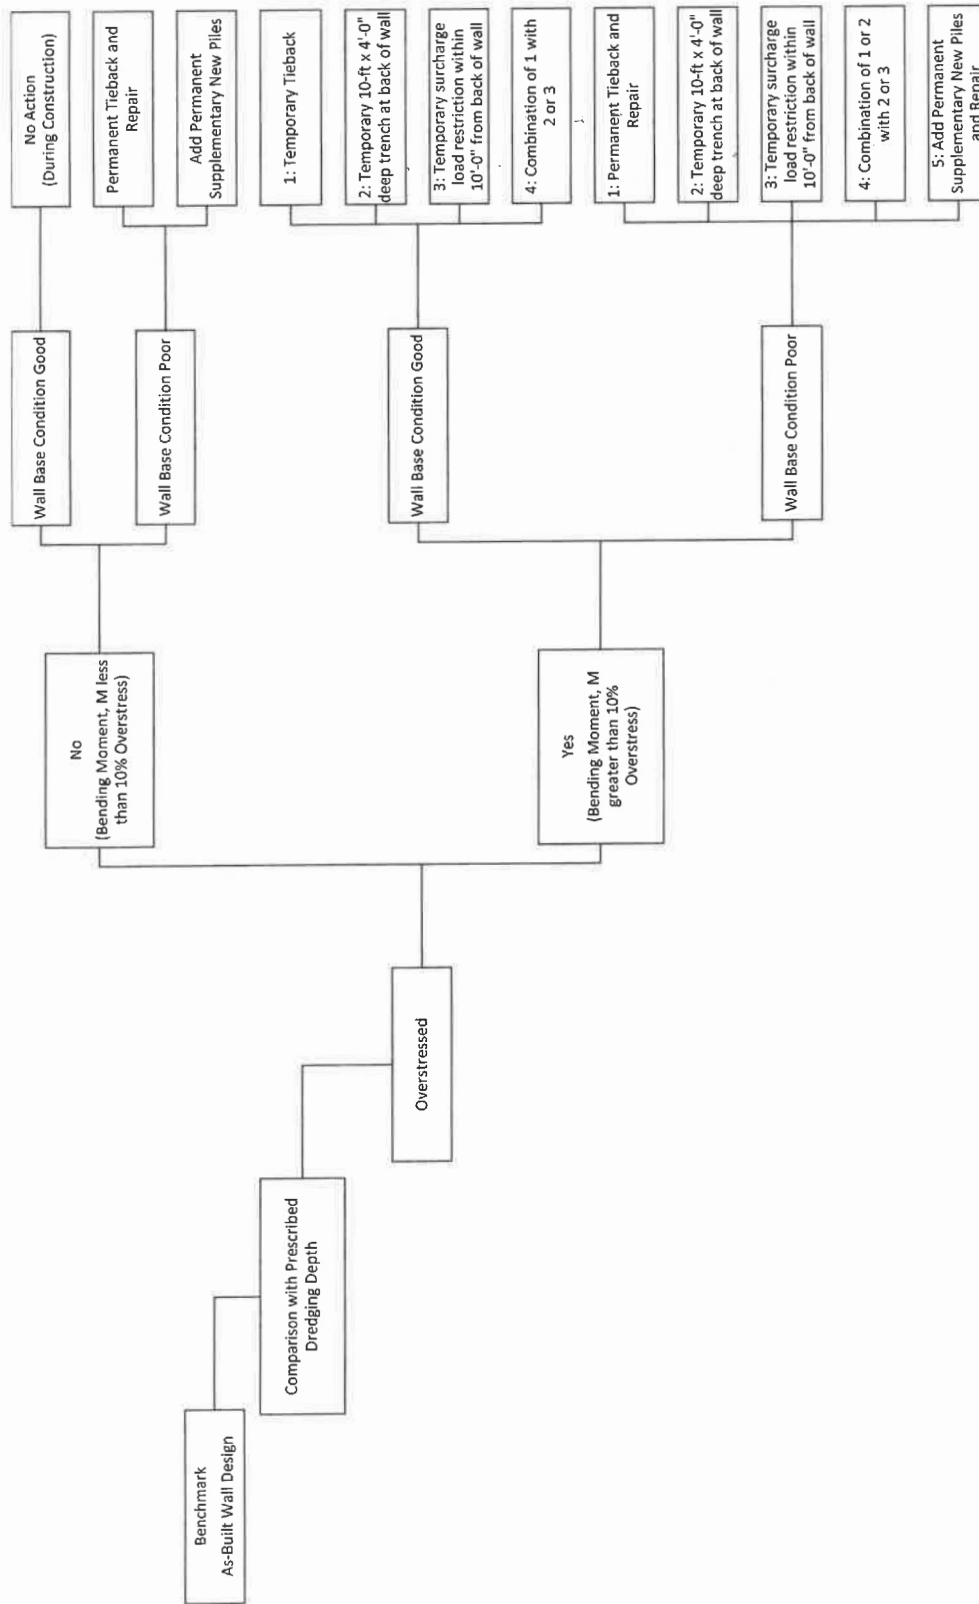 Benchmark
As-Built Wall Design
Comparison with Prescribed
Dredging Depth
Overstressed
No
(Bending Moment, M less
than 10% Overstress)
Yes
(Bending Moment, M
greater than 10%
Overstress)
Wall Base Condition Good
Wall Base Condition Poor
Wall Base Condition Good
Wall Base Condition Poor
No Action
(During Construction)
Permanent Tieback and
Repair
Add Permanent
Supplementary New Piles
1: Temporary Tieback
2: Temporary 10-ft x 4'-0"
deep trench at back of wall
3: Temporary surcharge
load restriction within
10'-0" from back of wall
4: Combination of 1 with
2 or 3
1: Permanent Tieback and
Repair
2: Temporary 10-ft x 4'-0"
deep trench at back of wall
3: Temporary surcharge
load restriction within
10'-0" from back of wall
4: Combination of 1 or 2
with 2 or 3
5: Add Permanent
Supplementary New Piles
and Repair